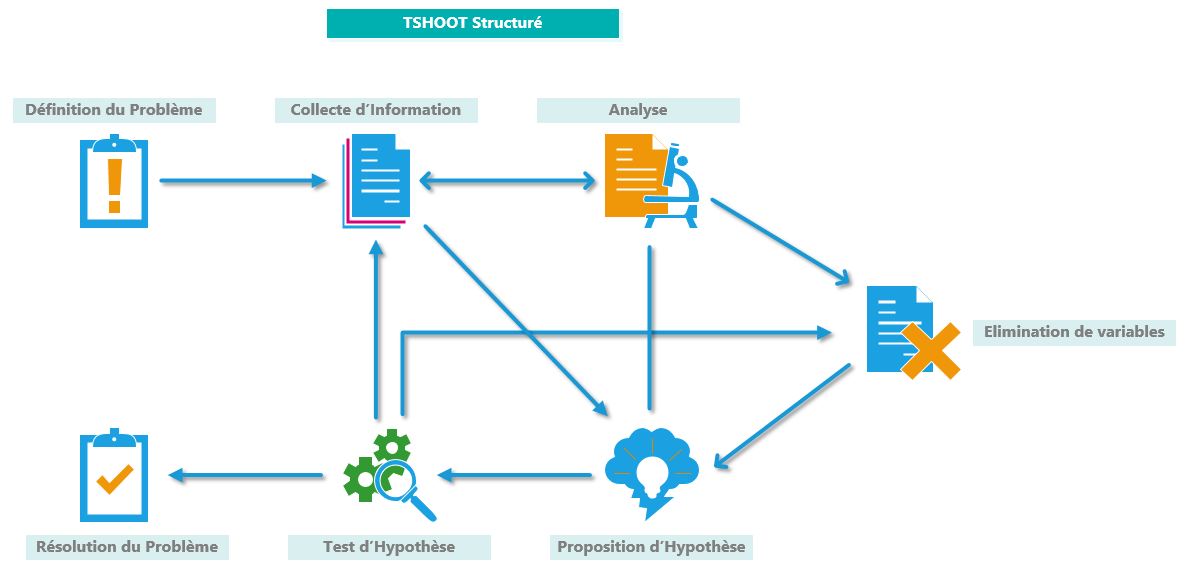 TSHOOT Structuré
Définition du Problème
Collecte d’Information
Analyse
Elimination de variables
Résolution du Problème
Test d’Hypothèse
Proposition d’Hypothèse